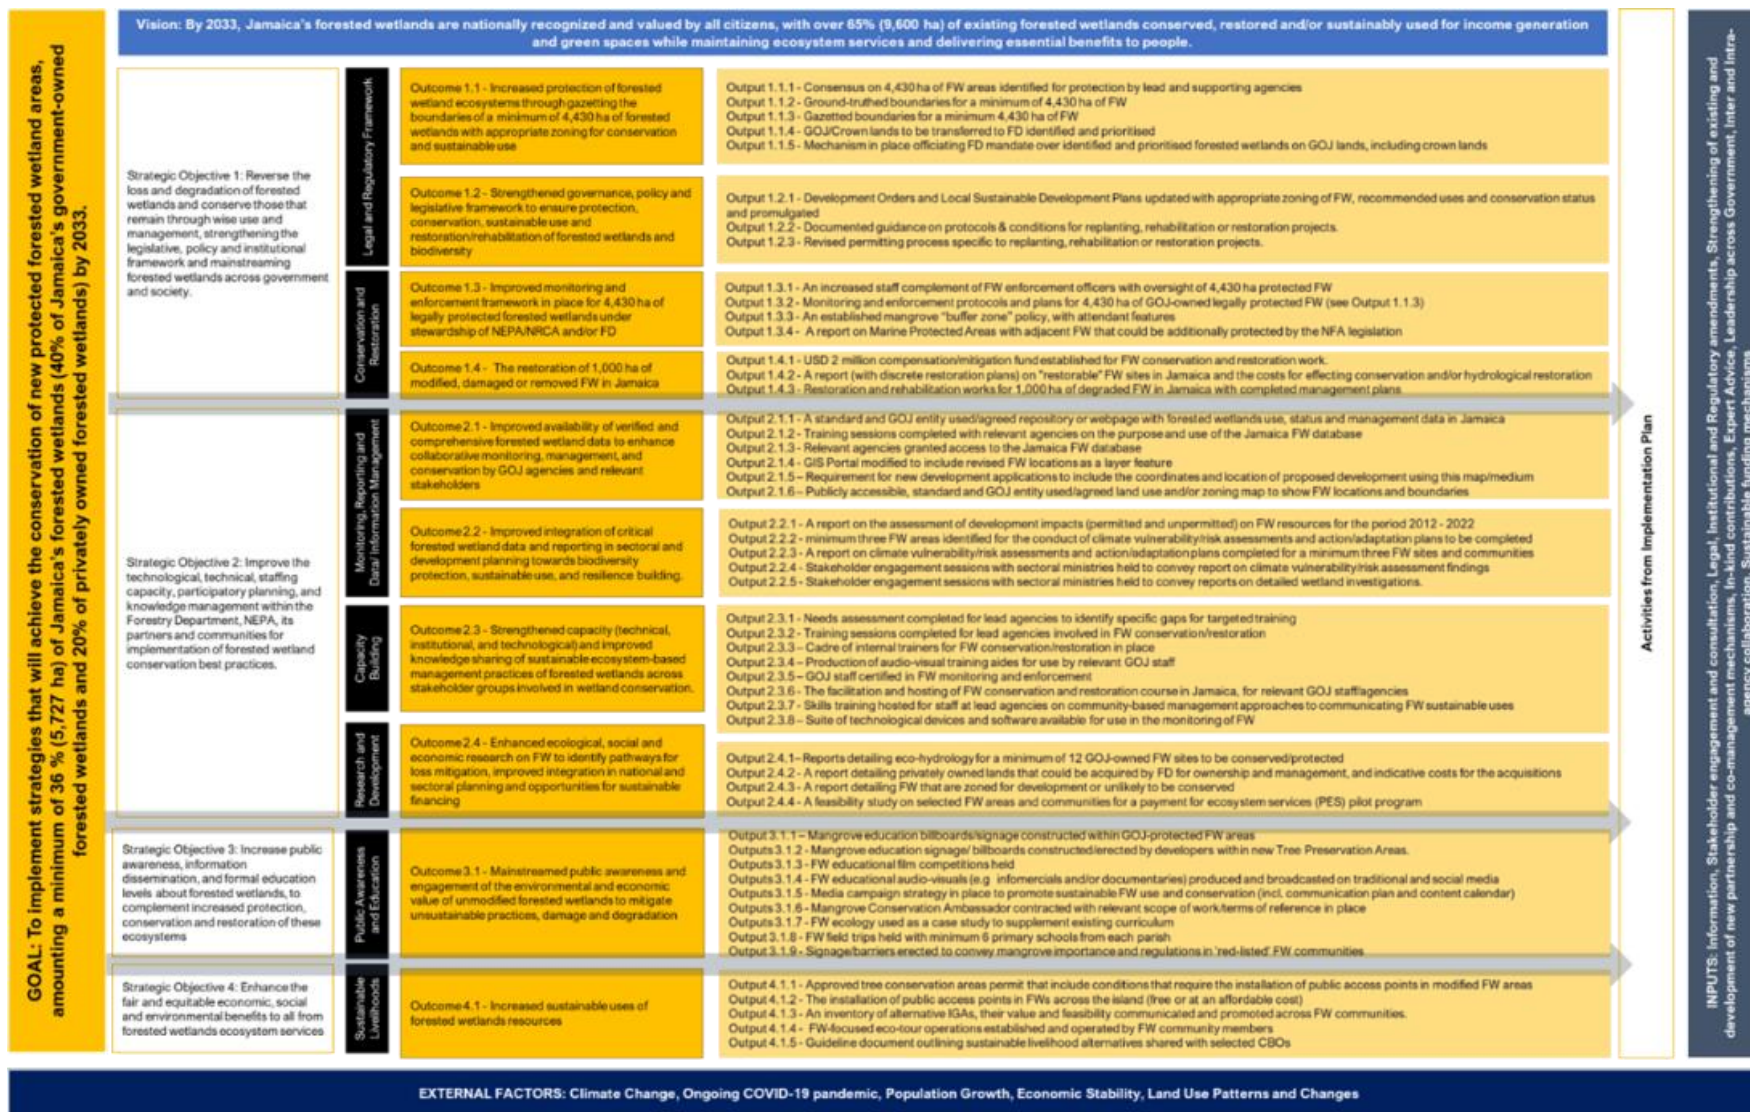 GOAL: To implement strategies that will achieve the conservation of new protected forested wetland areas,
amounting a minimum of 36 % (5,727 ha) of Jamaica's forested wetlands (40% of Jamaica's government-owned
forested wetlands and 20% of privately owned forested wetlands) by 2033.
Vision: By 2033, Jamaica's forested wetlands are nationally recognized and valued by all citizens, with over 65% (9,600 ha) of existing forested wetlands conserved, restored and/or sustainably used for income generation
and green spaces while maintaining ecosystem services and delivering essential benefits to people.
Strategic Objective 1: Reverse the
loss and degradation of forested
wetlands and conserve those that
remain through wise use and
management, strengthening the
legislative, policy and institutional
framework and mainstreaming
forested wetlands across government
and society.
Legal and Regulatory Framework
Outcome 1.1 - Increased protection of forested
wetland ecosystems through gazetting the
boundaries of a minimum of 4,430 ha of forested
wetlands with appropriate zoning for conservation
and sustainable use
Output 1.1.1 - Consensus on 4,430 ha of FW areas identified for protection by lead and supporting agencies
Output 1.1.2 - Ground-truthed boundaries for a minimum of 4,430 ha of FW
Output 1.1.3 - Gazetted boundaries for a minimum 4,430 ha of FW
Output 1.1.4 - GOJ/Crown lands to be transferred to FD identified and prioritised
Output 1.1.5 - Mechanism in place officiating FD mandate over identified and prioritised forested wetlands on GOJ lands, including crown lands
Outcome 1.2 - Strengthened governance, policy and
legislative framework to ensure protection,
conservation, sustainable use and
restoration/rehabilitation of forested wetlands and
biodiversity
Output 1.2.1 - Development Orders and Local Sustainable Development Plans updated with appropriate zoning of FW, recommended uses and conservation status
and promulgated
Output 1.2.2 - Documented guidance on protocols & conditions for replanting, rehabilitation or restoration projects.
Output 1.2.3 - Revised permitting process specific to replanting, rehabilitation or restoration projects.
Conservation and
Restoration
Outcome 1.3 - Improved monitoring and
enforcement framework in place for 4,430 ha of
legally protected forested wetlands under
stewardship of NEPA/NRCA and/or FD
Output 1.3.1 - An increased staff complement of FW enforcement officers with oversight of 4,430 ha protected FW
Output 1.3.2 - Monitoring and enforcement protocols and plans for 4,430 ha of GOJ-owned legally protected FW (see Output 1.1.3)
Output 1.3.3 - An established mangrove "buffer zone" policy, with attendant features
Output 1.3.4 - A report on Marine Protected Areas with adjacent FW that could be additionally protected by the NFA legislation
Outcome 1.4 - The restoration of 1,000 ha of
modified, damaged or removed FW in Jamaica
Output 1.4.1 - USD 2 million compensation/mitigation fund established for FW conservation and restoration work.
Output 1.4.2 - A report (with discrete restoration plans) on "restorable" FW sites in Jamaica and the costs for effecting conservation and/or hydrological restoration
Output 1.4.3 - Restoration and rehabilitation works for 1,000 ha of degraded FW in Jamaica with completed management plans
Strategic Objective 2: Improve the
technological, technical, staffing
capacity, participatory planning, and
knowledge management within the
Forestry Department, NEPA, its
partners and communities for
implementation of forested wetland
conservation best practices.
Monitoring, Reporting and
Data/ Information Management
Outcome 2.1 - Improved availability of verified and
comprehensive forested wetland data to enhance
collaborative monitoring, management, and
conservation by GOJ agencies and relevant
stakeholders
Output 2.1.1 - A standard and GOJ entity used/agreed repository or webpage with forested wetlands use, status and management data in Jamaica
Output 2.1.2 - Training sessions completed with relevant agencies on the purpose and use of the Jamaica FW database
Output 2.1.3 - Relevant agencies granted access to the Jamaica FW database
Output 2.1.4 - GIS Portal modified to include revised FW locations as a layer feature
Output 2.1.5 – Requirement for new development applications to include the coordinates and location of proposed development using this map/medium
Output 2.1.6 – Publicly accessible, standard and GOJ entity used/agreed land use and/or zoning map to show FW locations and boundaries
Outcome 2.2 - Improved integration of critical
forested wetland data and reporting in sectoral and
development planning towards biodiversity
protection, sustainable use, and resilience building.
Output 2.2.1 - A report on the assessment of development impacts (permitted and unpermitted) on FW resources for the period 2012 - 2022
Output 2.2.2 - minimum three FW areas identified for the conduct of climate vulnerability/risk assessments and action/adaptation plans to be completed
Output 2.2.3 - A report on climate vulnerability/risk assessments and action/adaptation plans completed for a minimum three FW sites and communities
Output 2.2.4 - Stakeholder engagement sessions with sectoral ministries held to convey report on climate vulnerability/risk assessment findings
Output 2.2.5 - Stakeholder engagement sessions with sectoral ministries held to convey reports on detailed wetland investigations.
Capacity
Building
Outcome 2.3 - Strengthened capacity (technical,
institutional, and technological) and improved
knowledge sharing of sustainable ecosystem-based
management practices of forested wetlands across
stakeholder groups involved in wetland conservation.
Output 2.3.1 - Needs assessment completed for lead agencies to identify specific gaps for targeted training
Output 2.3.2 - Training sessions completed for lead agencies involved in FW conservation/restoration
Output 2.3.3 – Cadre of internal trainers for FW conservation/restoration in place
Output 2.3.4 – Production of audio-visual training aides for use by relevant GOJ staff
Output 2.3.5 – GOJ staff certified in FW monitoring and enforcement
Output 2.3.6 - The facilitation and hosting of FW conservation and restoration course in Jamaica, for relevant GOJ staff/agencies
Output 2.3.7 - Skills training hosted for staff at lead agencies on community-based management approaches to communicating FW sustainable uses
Output 2.3.8 – Suite of technological devices and software available for use in the monitoring of FW
Research and
Development
Outcome 2.4 - Enhanced ecological, social and
economic research on FW to identify pathways for
loss mitigation, improved integration in national and
sectoral planning and opportunities for sustainable
financing
Output 2.4.1 – Reports detailing eco-hydrology for a minimum of 12 GOJ-owned FW sites to be conserved/protected
Output 2.4.2 - A report detailing privately owned lands that could be acquired by FD for ownership and management, and indicative costs for the acquisitions
Output 2.4.3 - A report detailing FW that are zoned for development or unlikely to be conserved
Output 2.4.4 - A feasibility study on selected FW areas and communities for a payment for ecosystem services (PES) pilot program
Strategic Objective 3: Increase public
awareness, information
dissemination, and formal education
levels about forested wetlands, to
complement increased protection,
conservation and restoration of these
ecosystems
Public Awareness
and Education
Outcome 3.1 - Mainstreamed public awareness and
engagement of the environmental and economic
value of unmodified forested wetlands to mitigate
unsustainable practices, damage and degradation
Outputs 3.1.1 – Mangrove education billboards/signage constructed within GOJ-protected FW areas
Outputs 3.1.2 - Mangrove education signage/ billboards constructed/erected by developers within new Tree Preservation Areas.
Outputs 3.1.3 - FW educational film competitions held
Outputs 3.1.4 - FW educational audio-visuals (e.g infomercials and/or documentaries) produced and broadcasted on traditional and social media
Outputs 3.1.5 - Media campaign strategy in place to promote sustainable FW use and conservation (incl. communication plan and content calendar)
Outputs 3.1.6 - Mangrove Conservation Ambassador contracted with relevant scope of work/terms of reference in place
Outputs 3.1.7 - FW ecology used as a case study to supplement existing curriculum
Output 3.1.8 - FW field trips held with minimum 6 primary schools from each parish
Output 3.1.9 - Signage/barriers erected to convey mangrove importance and regulations in 'red-listed' FW communities
Strategic Objective 4: Enhance the
fair and equitable economic, social
and environmental benefits to all from
forested wetlands ecosystem services
Sustainable
Livelihoods
Outcome 4.1 - Increased sustainable uses of
forested wetlands resources
Output 4.1.1 - Approved tree conservation areas permit that include conditions that require the installation of public access points in modified FW areas
Output 4.1.2 - The installation of public access points in FWs across the island (free or at an affordable cost)
Output 4.1.3 - An inventory of alternative IGAs, their value and feasibility communicated and promoted across FW communities.
Output 4.1.4 - FW-focused eco-tour operations established and operated by FW community members
Output 4.1.5 - Guideline document outlining sustainable livelihood alternatives shared with selected CBOs
Activities from Implementation Plan
INPUTS: Information, Stakeholder engagement and consultation, Legal, Institutional and Regulatory amendments, Strengthening of existing and
development of new partnership and co-management mechanisms, In-kind contributions, Expert Advice, Leadership across Government, Inter and Intra-
agency collaboration, Sustainable funding mechanisms
EXTERNAL FACTORS: Climate Change, Ongoing COVID-19 pandemic, Population Growth, Economic Stability, Land Use Patterns and Changes